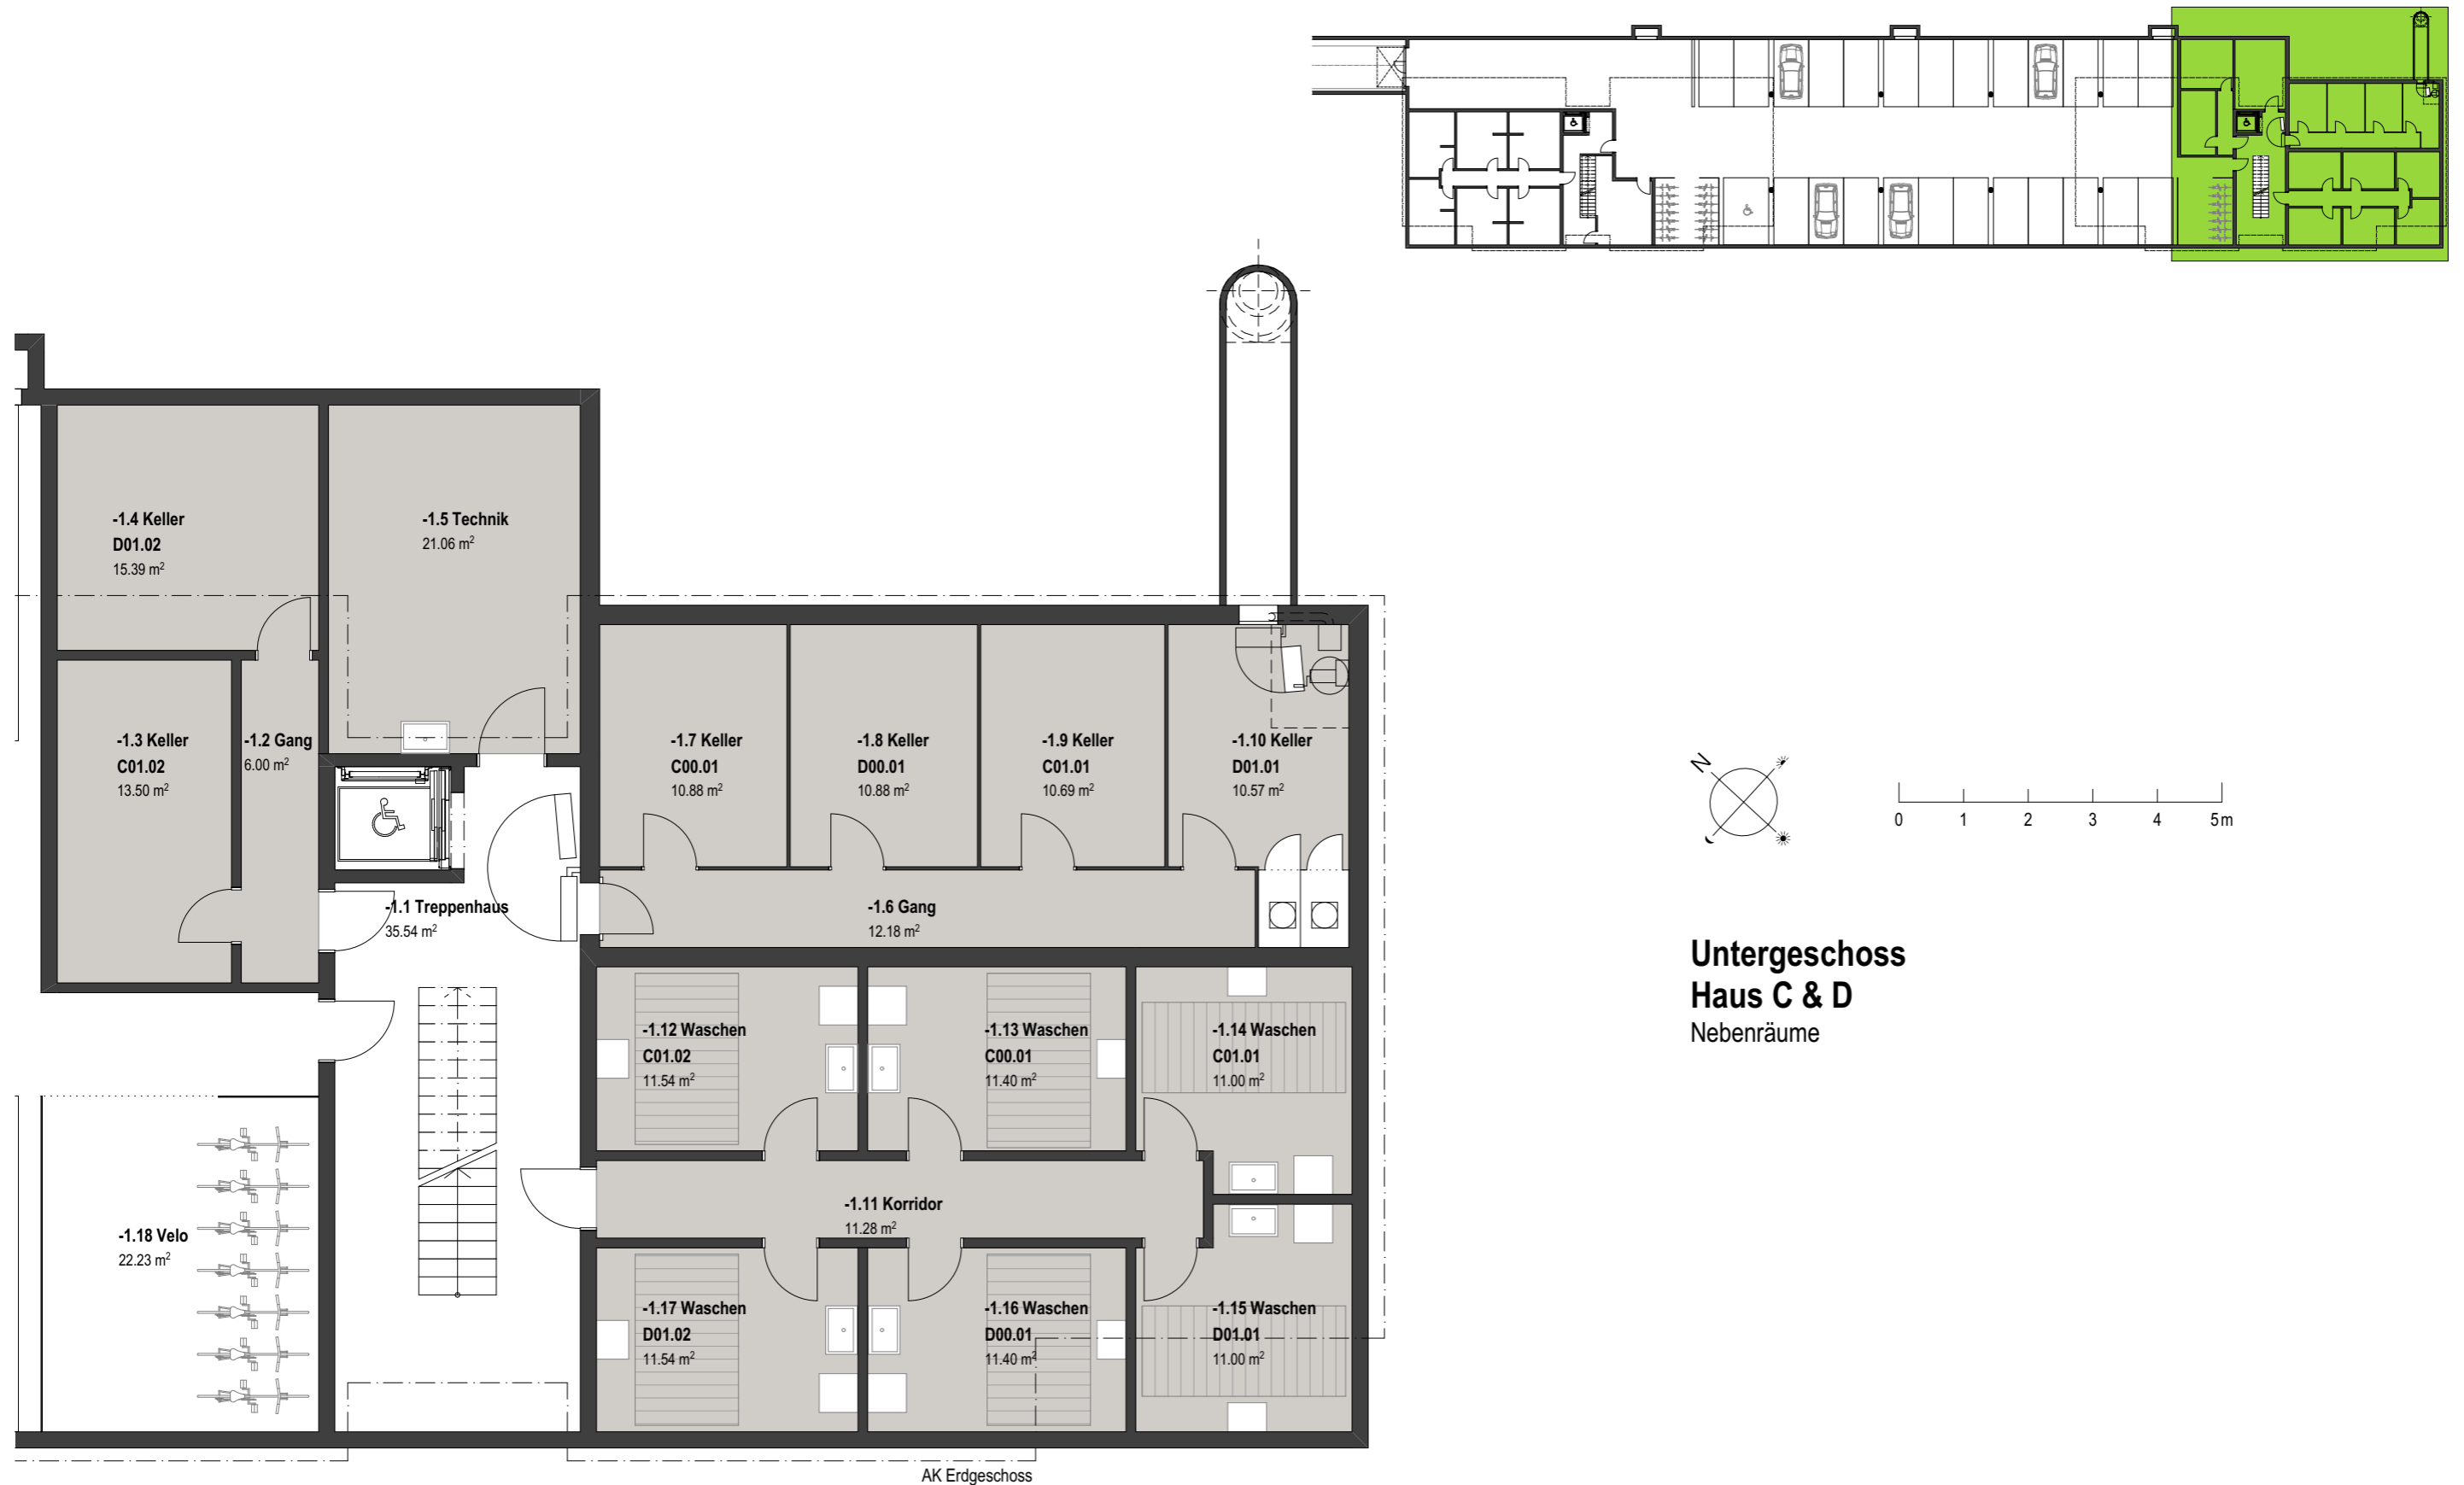 -1.4 Keller
D01.02
15.39 m²
-1.5 Technik
21.06 m²
-1.3 Keller
C01.02
13.50 m²
-1.2 Gang
6.00 m²
-1.7 Keller
C00.01
10.88 m²
-1.8 Keller
D00.01
10.88 m²
-1.9 Keller
C01.01
10.69 m²
-1.10 Keller
D01.01
10.57 m²
-1.1 Treppenhaus
35.54 m²
-1.6 Gang
12.18 m²
-1.12 Waschen
C01.02
11.54 m²
-1.13 Waschen
C00.01
11.40 m²
-1.14 Waschen
C01.01
11.00 m²
-1.11 Korridor
11.28 m²
-1.18 Velo
22.23 m²
-1.17 Waschen
D01.02
11.54 m²
-1.16 Waschen
D00.01
11.40 m²
-1.15 Waschen
D01.01
11.00 m²
AK Erdgeschoss
N
0 1 2 3 4 5m
Untergeschoss
Haus C & D
Nebenräume